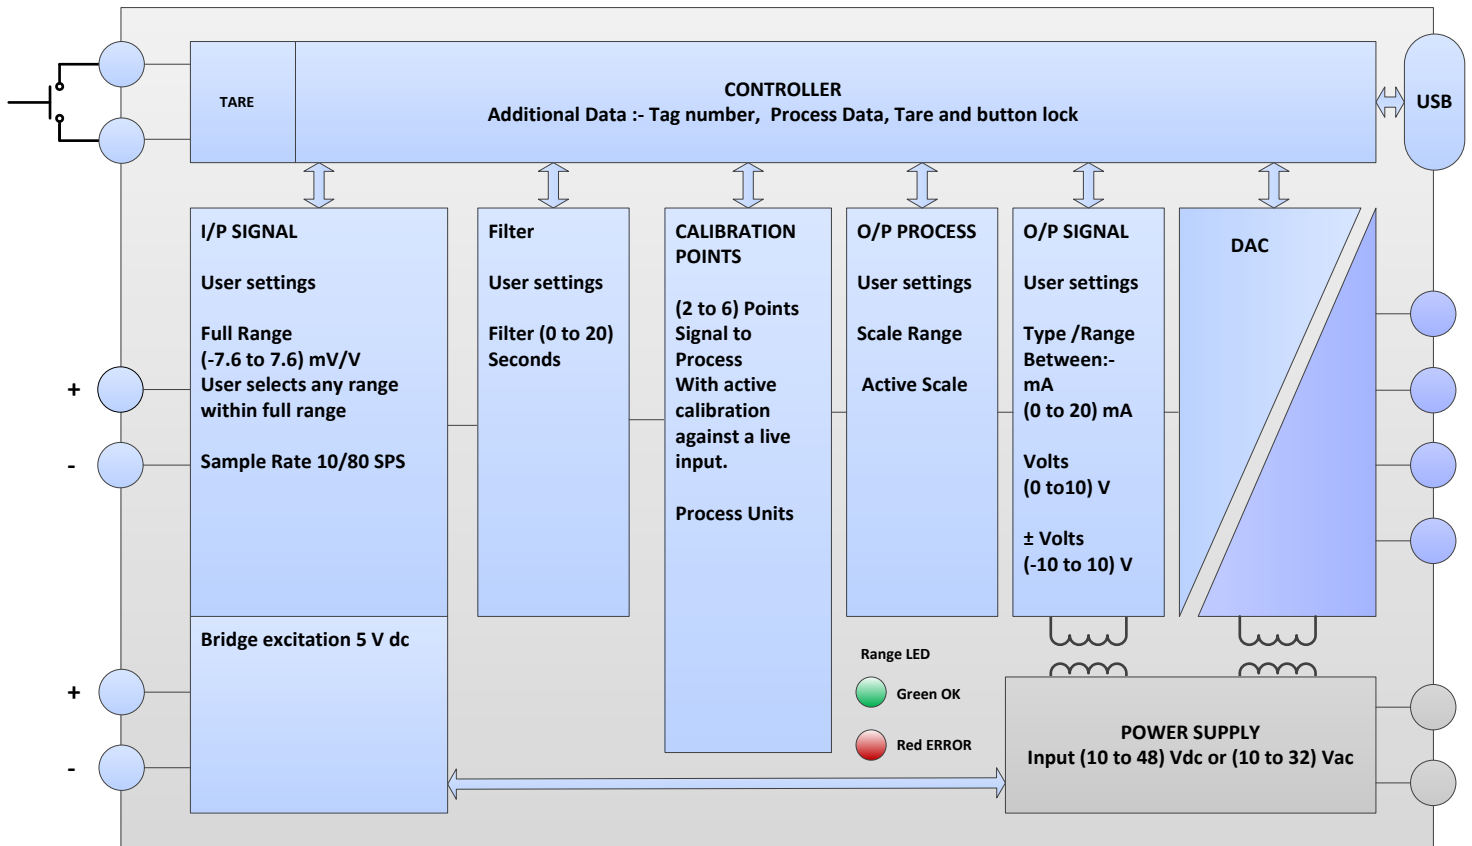 TARE
CONTROLLER
Additional Data :- Tag number, Process Data, Tare and button lock
USB
I/P SIGNAL
User settings
Full Range
(-7.6 to 7.6) mV/V
User selects any range
within full range
Sample Rate 10/80 SPS
+
-
Filter
User settings
Filter (0 to 20)
Seconds
CALIBRATION
POINTS
(2 to 6) Points
Signal to
Process
With active
calibration
against a live
input.
Process Units
O/P PROCESS
User settings
Scale Range
Active Scale
O/P SIGNAL
User settings
Type /Range
Between:-
mA
(0 to 20) mA
Volts
(0 to10) V
± Volts
(-10 to 10) V
DAC
Bridge excitation 5 V dc
+
-
Range LED
Green OK
Red ERROR
POWER SUPPLY
Input (10 to 48) Vdc or (10 to 32) Vac